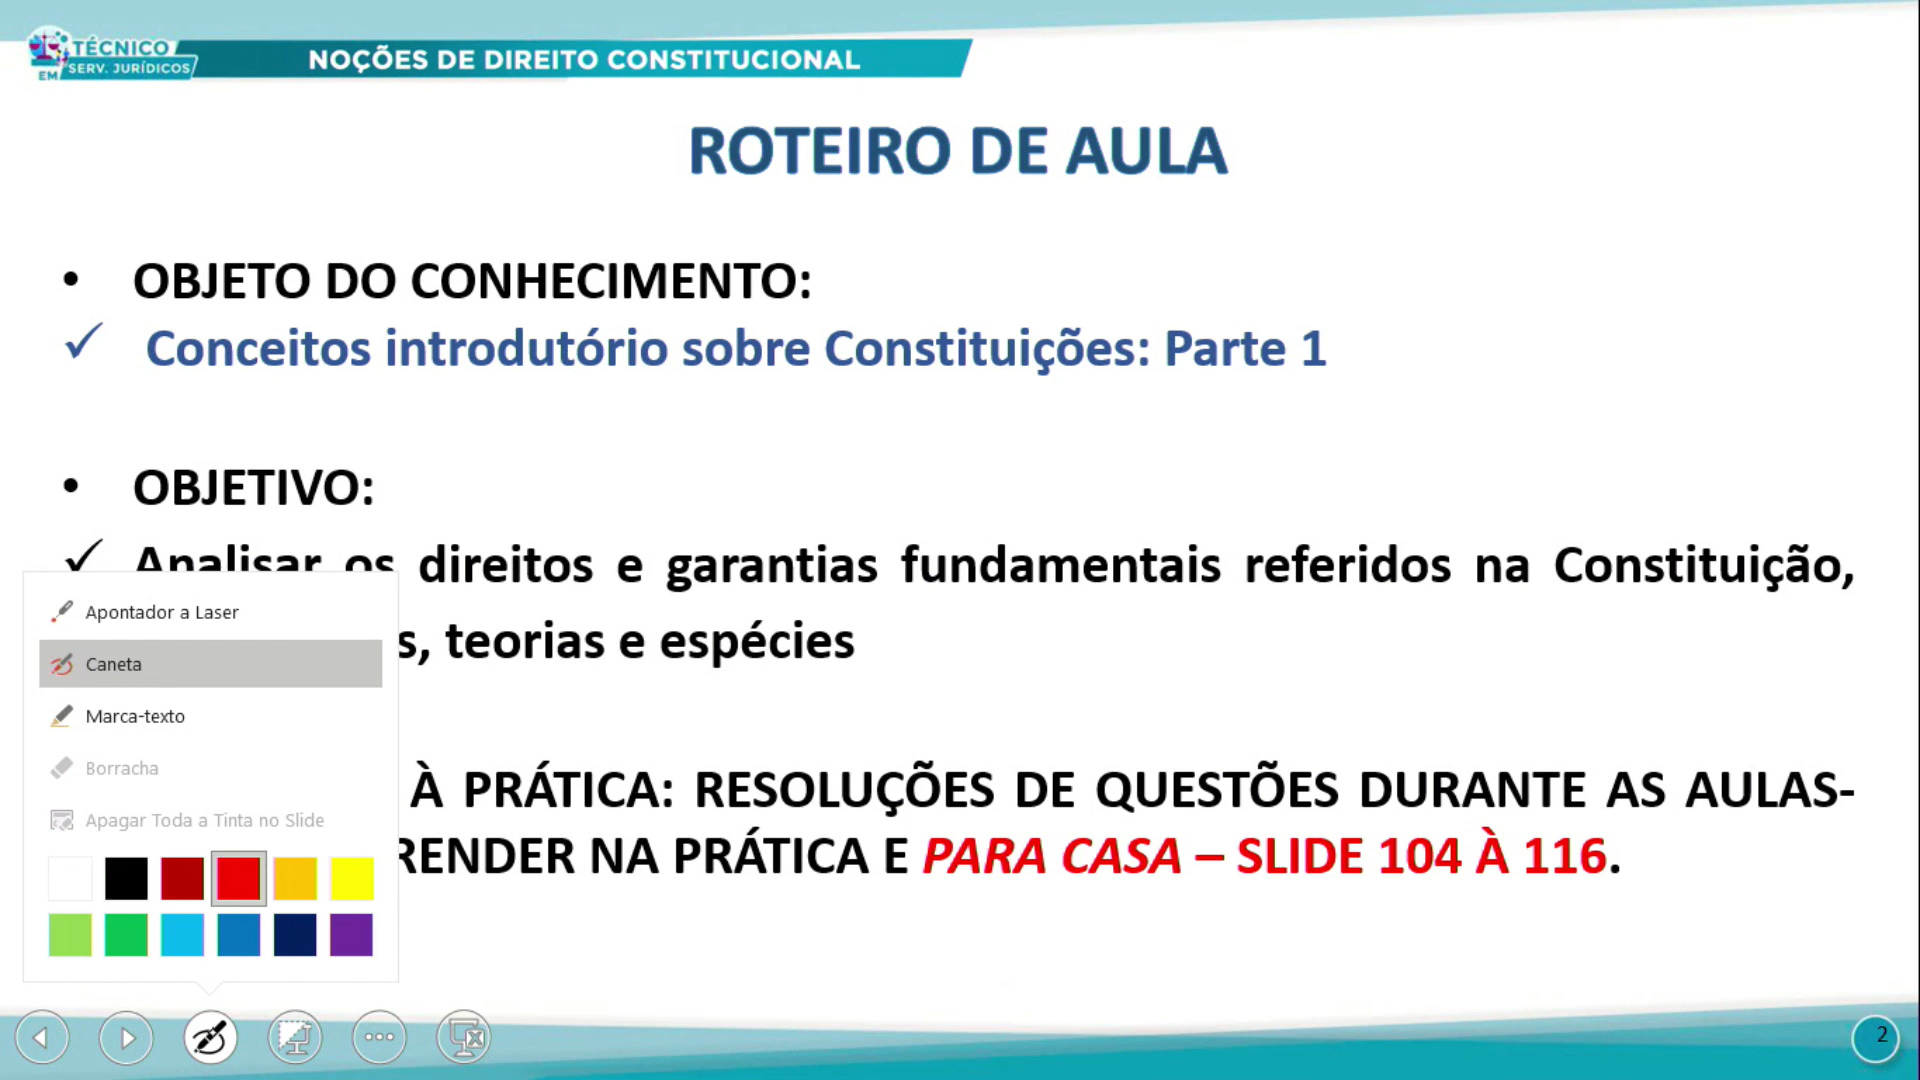 TÉCNICO
EM SERV. JURÍDICOS
NOÇÕES DE DIREITO CONSTITUCIONAL
ROTEIRO DE AULA
• OBJETO DO CONHECIMENTO:
✓ Conceitos introdutório sobre Constituições: Parte 1
• OBJETIVO:
✓ Analisar os direitos e garantias fundamentais referidos na Constituição,
s, teorias e espécies
À PRÁTICA: RESOLUÇÕES DE QUESTÕES DURANTE AS AULAS-
RENDER NA PRÁTICA E PARA CASA – SLIDE 104 À 116.
Apontador a Laser
Caneta
Marca-texto
Borracha
Apagar Toda a Tinta no Slide
2